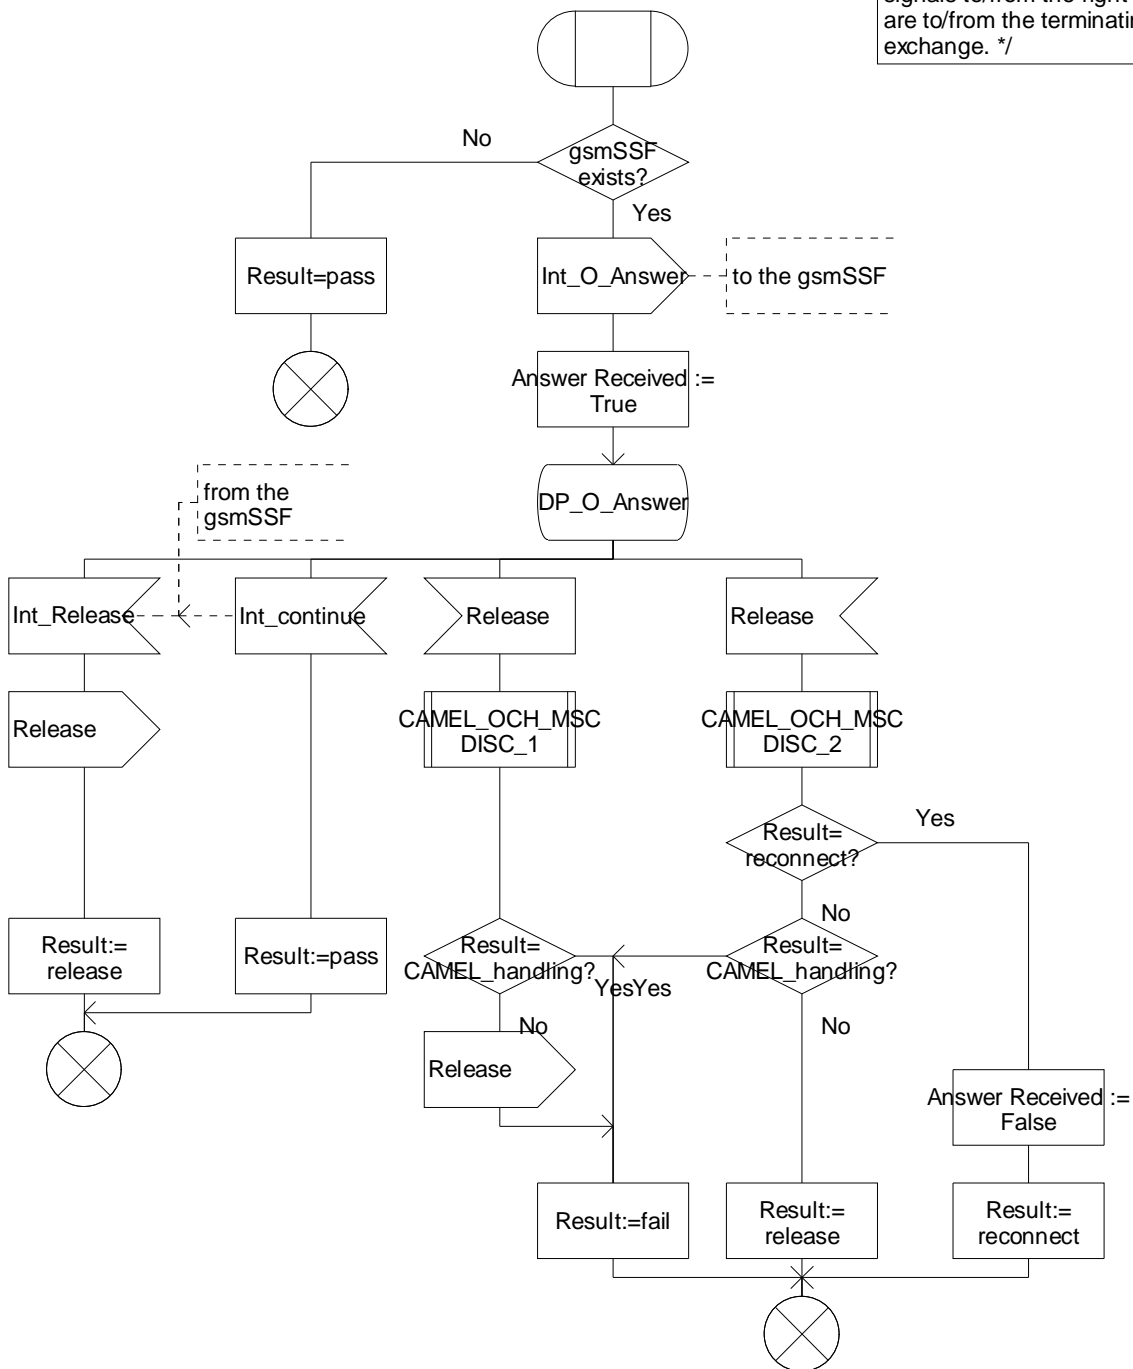 signals to/from the right
are to/from the terminatin
exchange. */
No
gsmSSF
exists?
Yes
Result=pass
Int_O_Answer
to the gsmSSF
Answer Received :=
True
from the
gsmSSF
DP_O_Answer
Int_Release
Int_continue
Release
Release
Release
CAMEL_OCH_MSC
DISC_1
CAMEL_OCH_MSC
DISC_2
Result=
reconnect?
Yes
No
Result:=
release
Result:=pass
Result=
CAMEL_handling?
Yes
Yes
Result=
CAMEL_handling?
No
No
Release
Answer Received :=
False
Result:=fail
Result:=
release
Result:=
reconnect